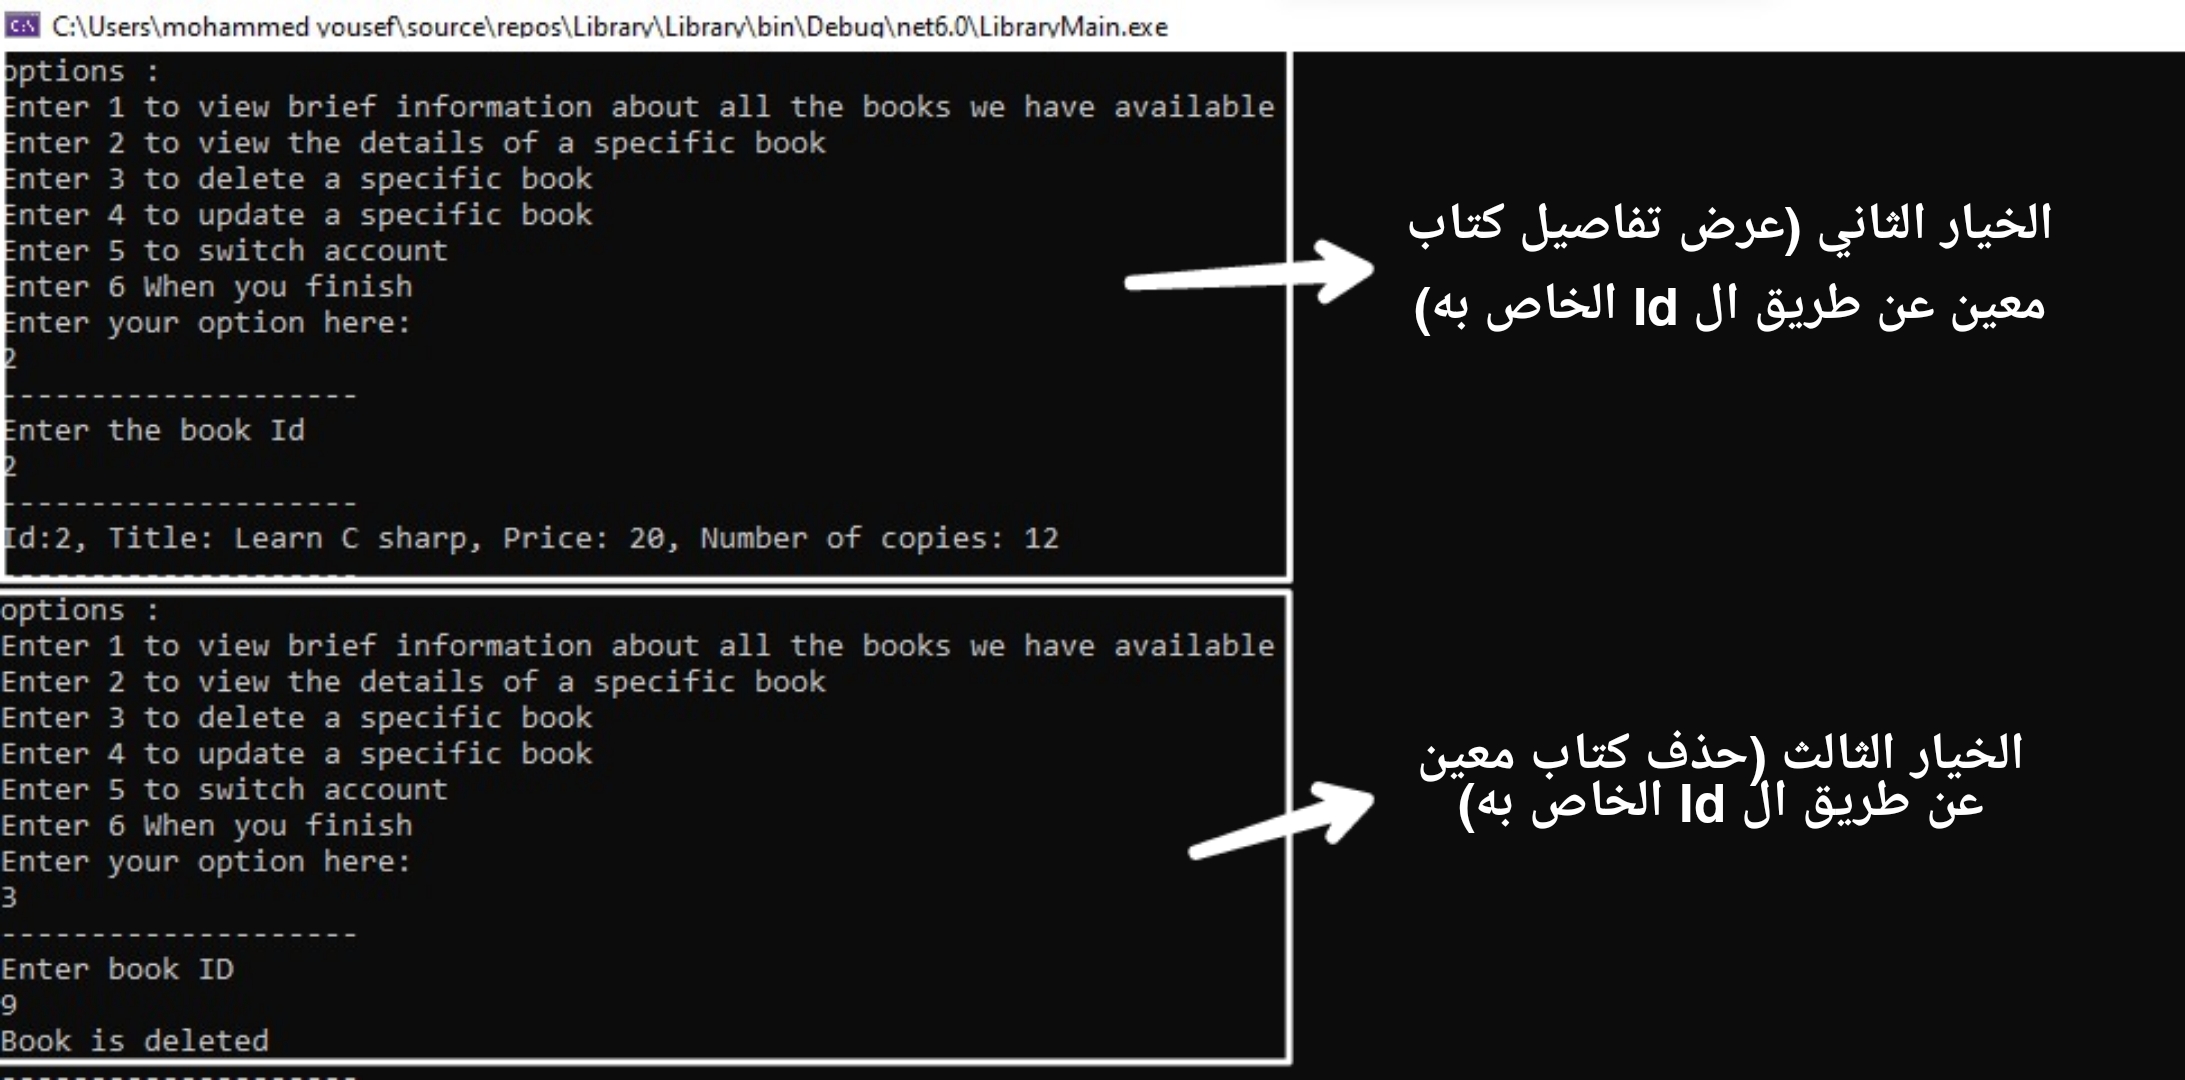 C:\Users\mohammed yousef\source\repos\Library\Library\bin\Debug\net6.0\LibraryMain.exe
options :
Enter 1 to view brief information about all the books we have available
Enter 2 to view the details of a specific book
Enter 3 to delete a specific book
Enter 4 to update a specific book
Enter 5 to switch account
Enter 6 When you finish
Enter your option here:
2
--------------------
Enter the book Id
2
--------------------
Id:2, Title: Learn C sharp, Price: 20, Number of copies: 12
--------------------
الخيار الثاني (عرض تفاصيل كتاب
معين عن طريق ال Id الخاص به)
options :
Enter 1 to view brief information about all the books we have available
Enter 2 to view the details of a specific book
Enter 3 to delete a specific book
Enter 4 to update a specific book
Enter 5 to switch account
Enter 6 When you finish
Enter your option here:
3
--------------------
Enter book ID
9
Book is deleted
--------------------
الخيار الثالث (حذف كتاب معين
عن طريق ال Id الخاص به)